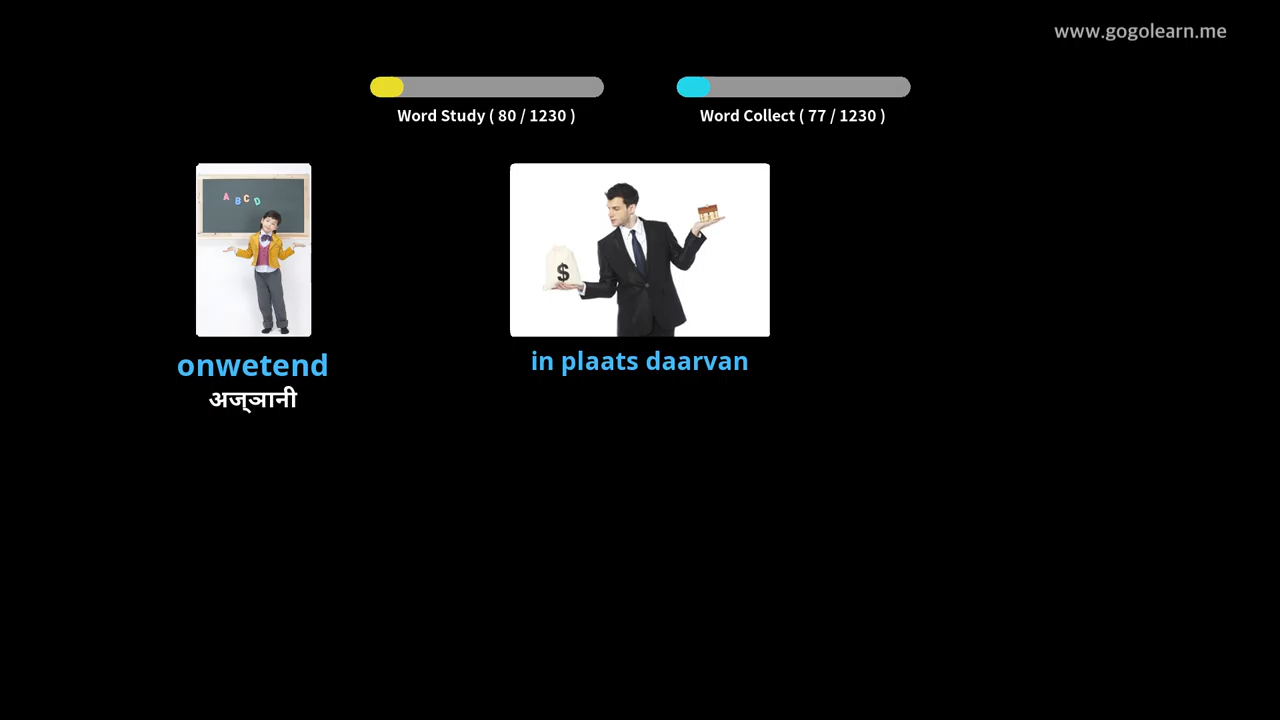 www.gogolearn.me
Word Study ( 80 / 1230 )
Word Collect ( 77 / 1230 )
A B C D
$
onwetend
अज्ञानी
in plaats daarvan